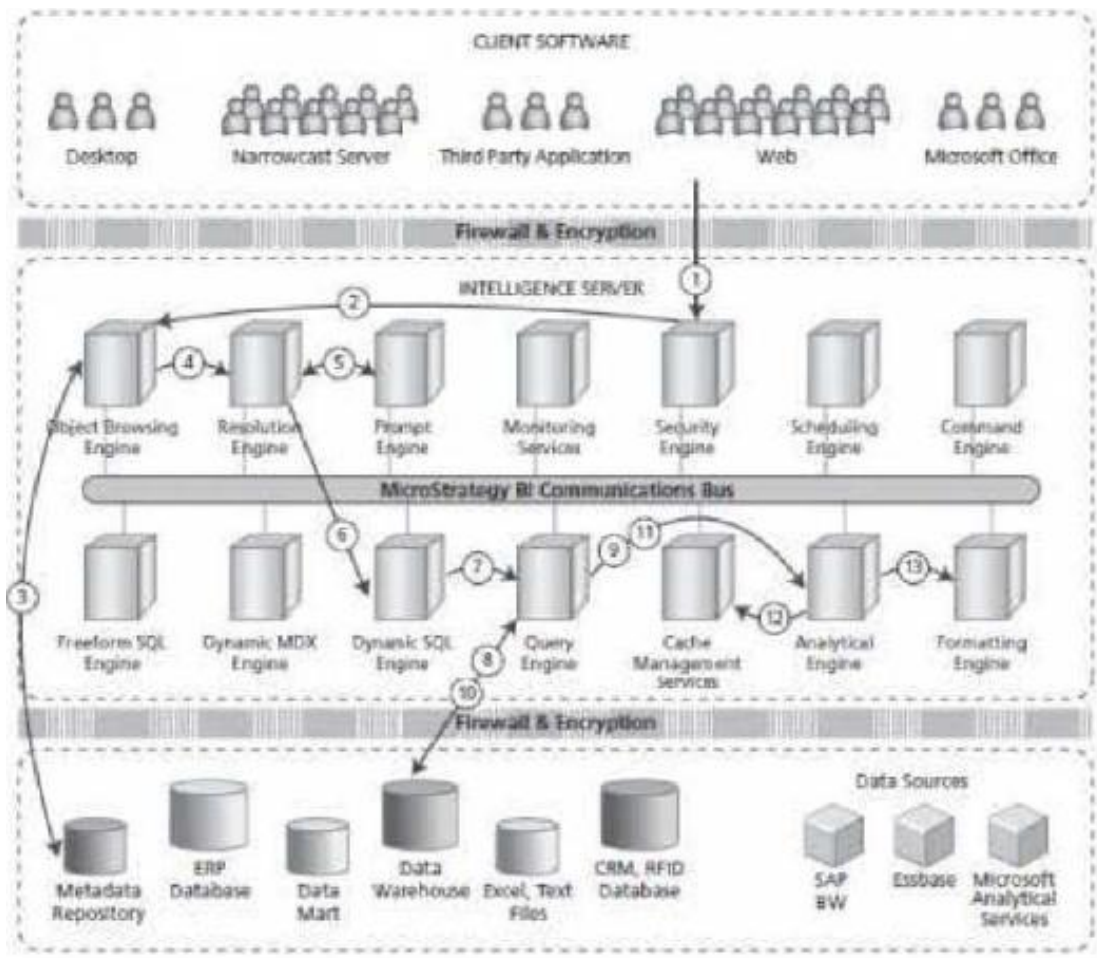 CLIENT SOFTWARE
Desktop
Narrowcast Server
Third Party Application
Web
Microsoft Office
Firewall & Encryption
1
INTELLIGENCE SERVER
2
4
5
Object Browsing
Engine
Resolution
Engine
Prompt
Engine
Monitoring
Services
Security
Engine
Scheduling
Engine
Command
Engine
MicroStrategy BI Communications Bus
6
7
9
11
13
3
12
Freeform SQL
Engine
Dynamic MDX
Engine
Dynamic SQL
Engine
8
Query
Engine
Cache
Management
Services
Analytical
Engine
Formatting
Engine
10
Firewall & Encryption
Data Sources
Metadata
Repository
ERP
Database
Data
Mart
Data
Warehouse
Excel, Text
Files
CRM, RFID
Database
SAP
BW
Essbase
Microsoft
Analytical
Services